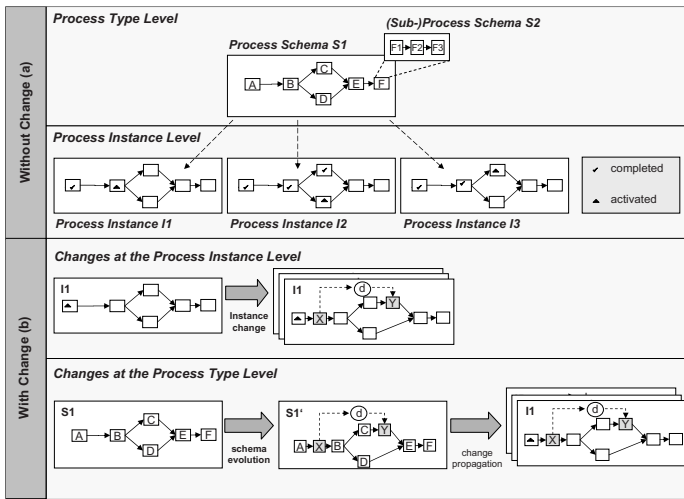 Without Change (a)
Process Type Level
(Sub-)Process Schema S2
Process Schema S1
F1 F2 F3
A B C D E F
Process Instance Level
Process Instance I1
Process Instance I2
Process Instance I3
completed
activated
With Change (b)
Changes at the Process Instance Level
I1
Instance
change
I1
d
X Y
Changes at the Process Type Level
S1
A B C D E F
schema
evolution
S1‘
d
A X B C Y D E F
change
propagation
I1
d
X Y